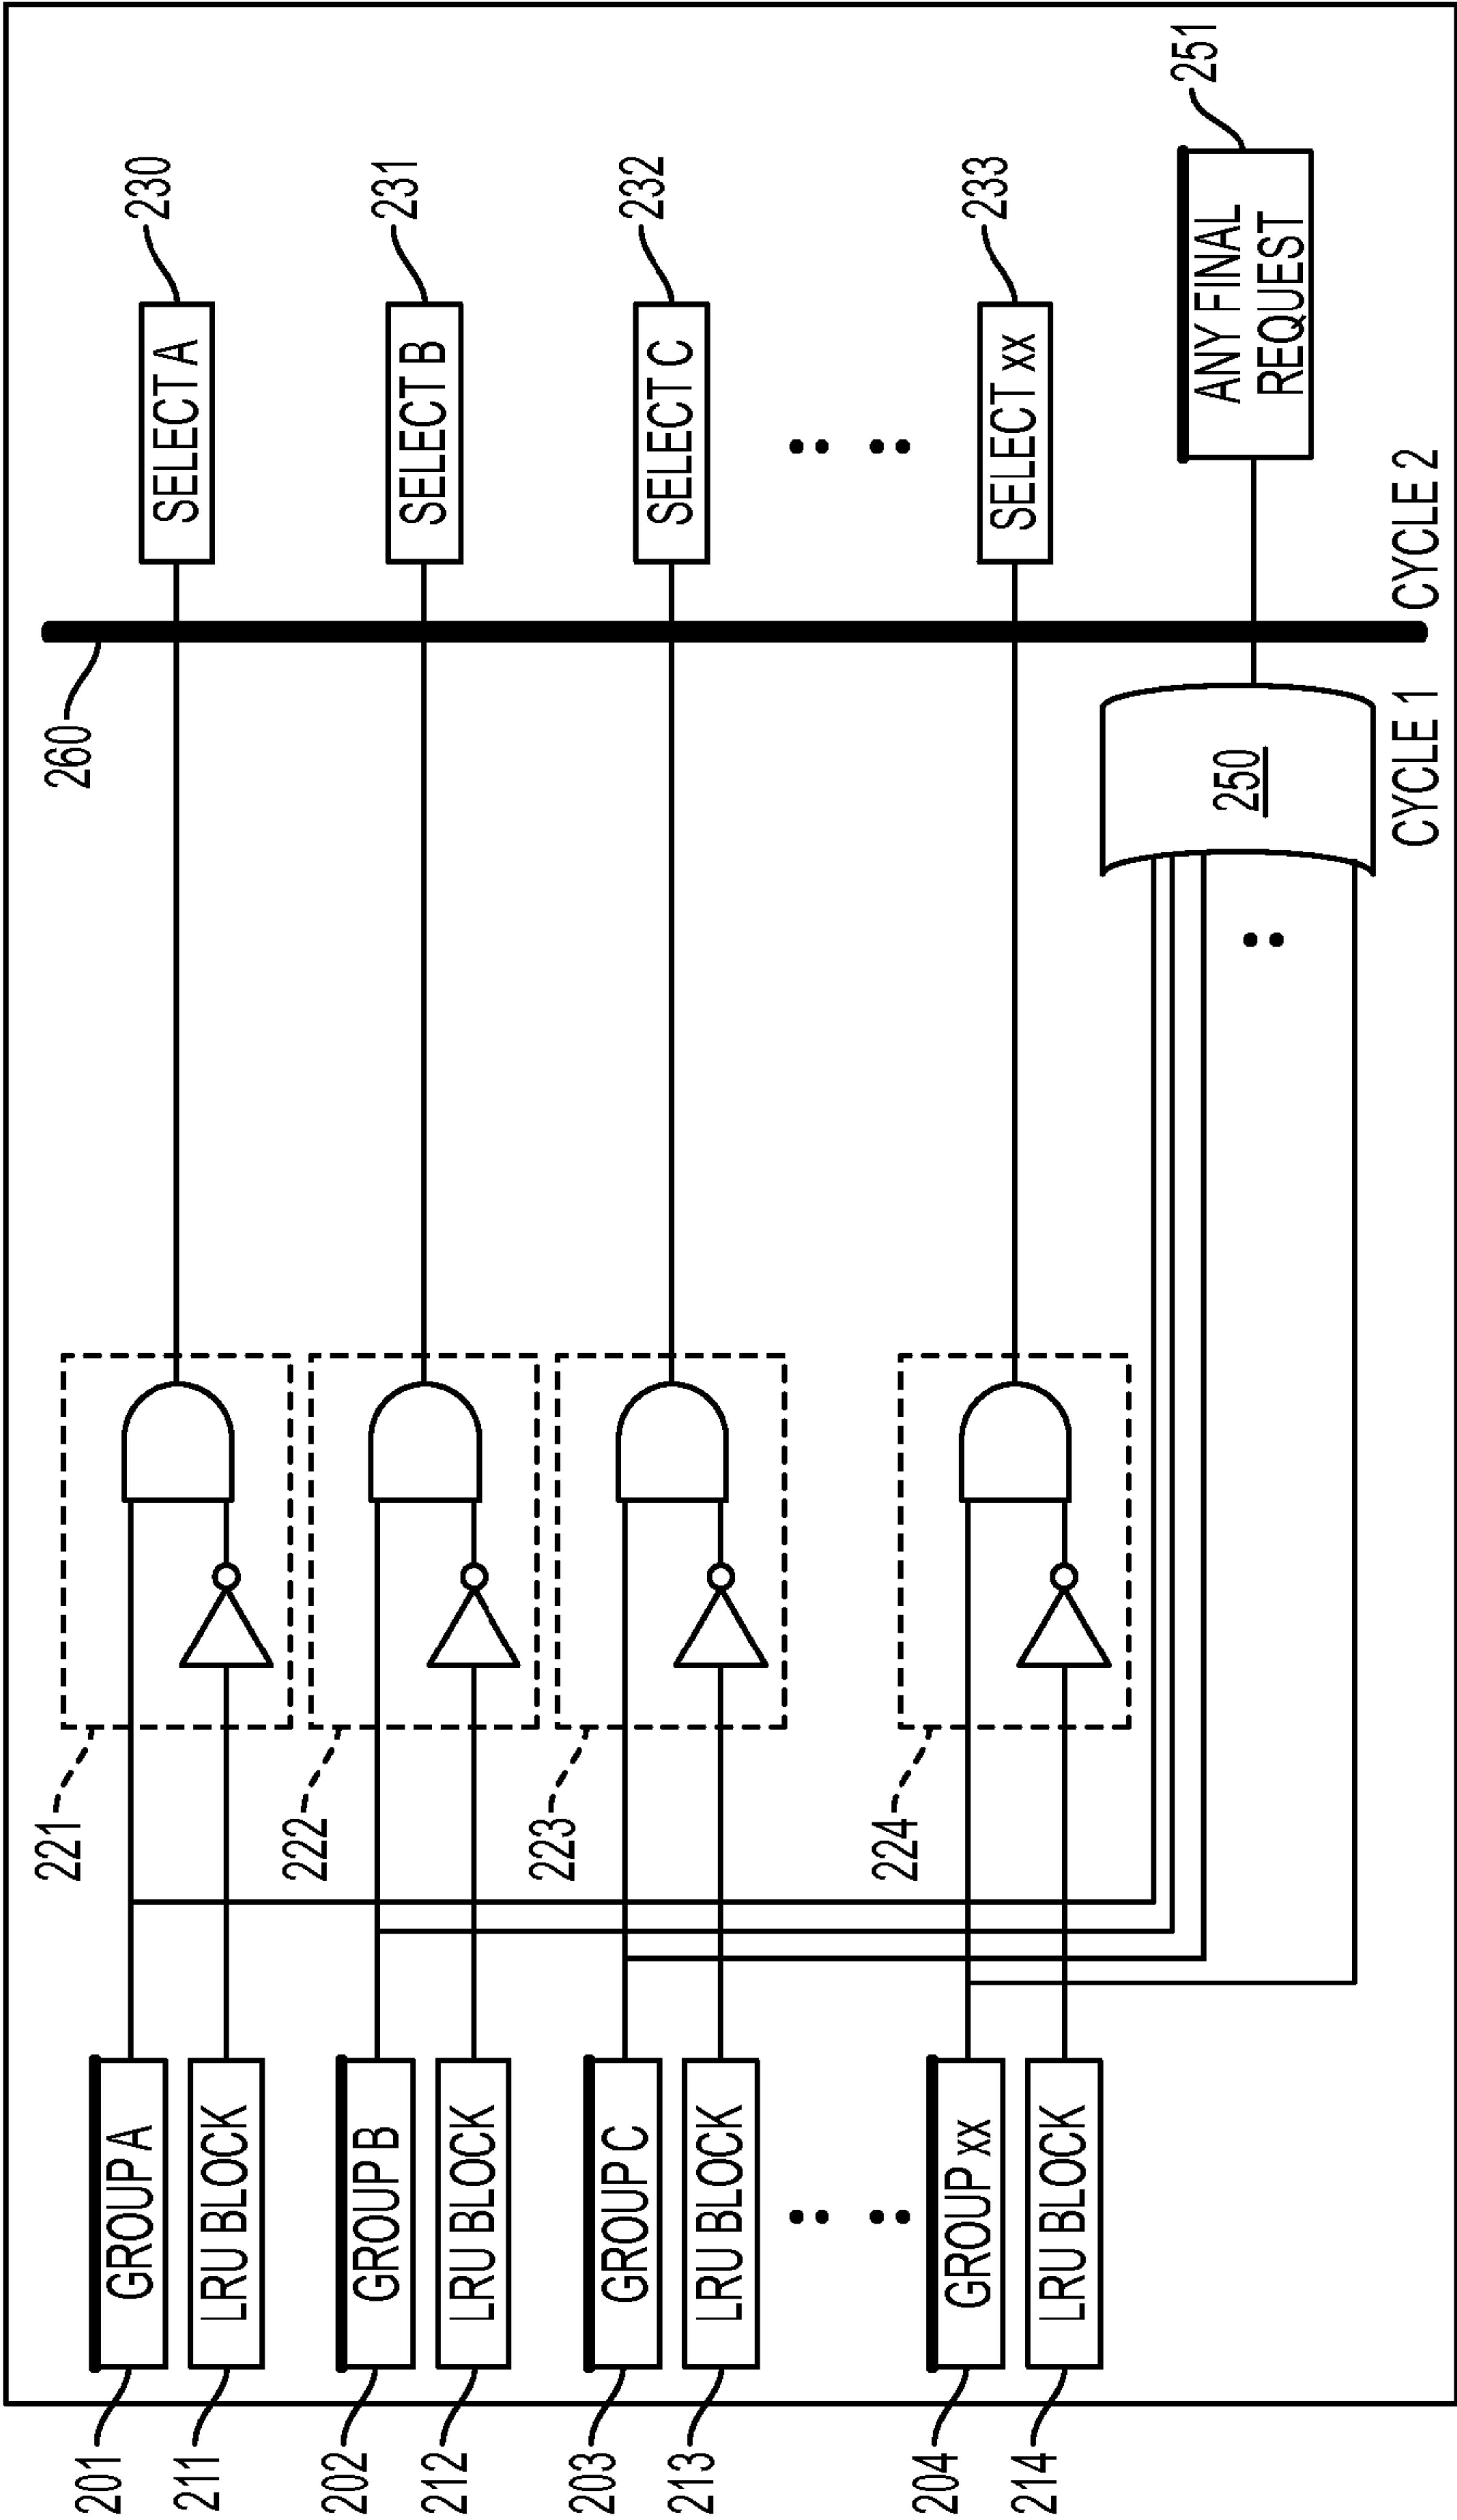 201
GROUP A
211
LRU BLOCK
221
260
SELECT A
230
202
GROUP B
212
LRU BLOCK
222
SELECT B
231
203
GROUP C
213
LRU BLOCK
223
SELECT C
232
204
GROUP xx
214
LRU BLOCK
224
SELECT xx
233
250
ANY FINAL
REQUEST
251
CYCLE 1
CYCLE 2